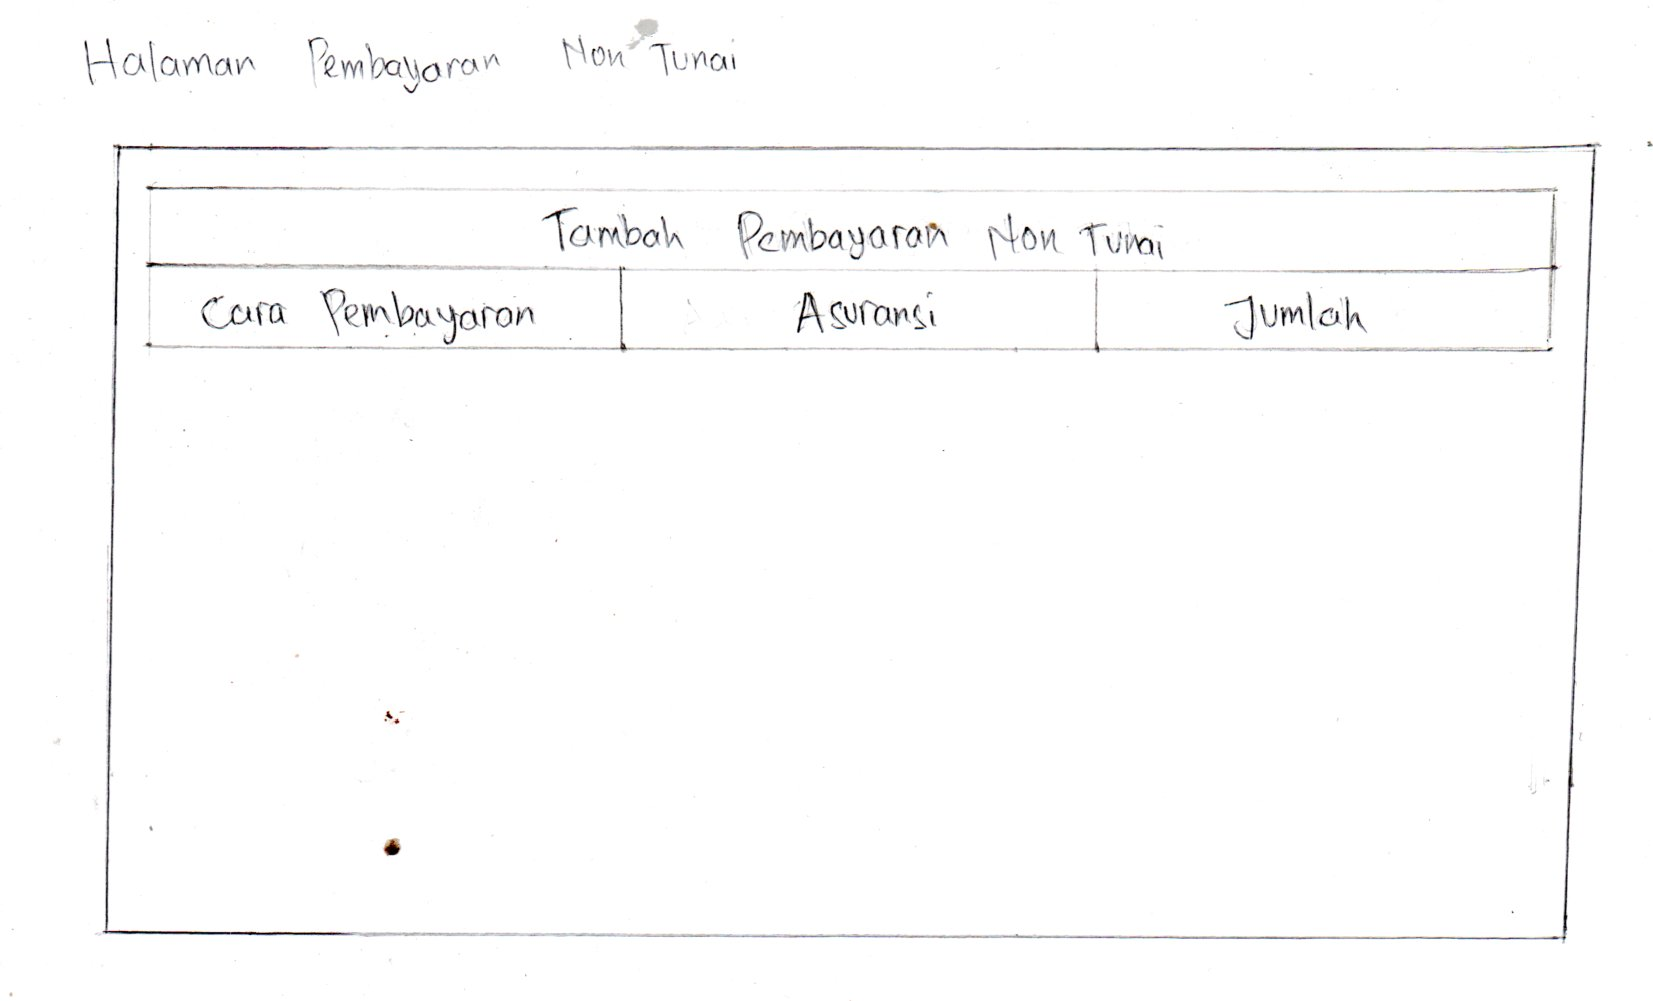 Halaman Pembayaran Non Tunai
Tambah Pembayaran Non Tunai
Cara Pembayaran Asuransi Jumlah